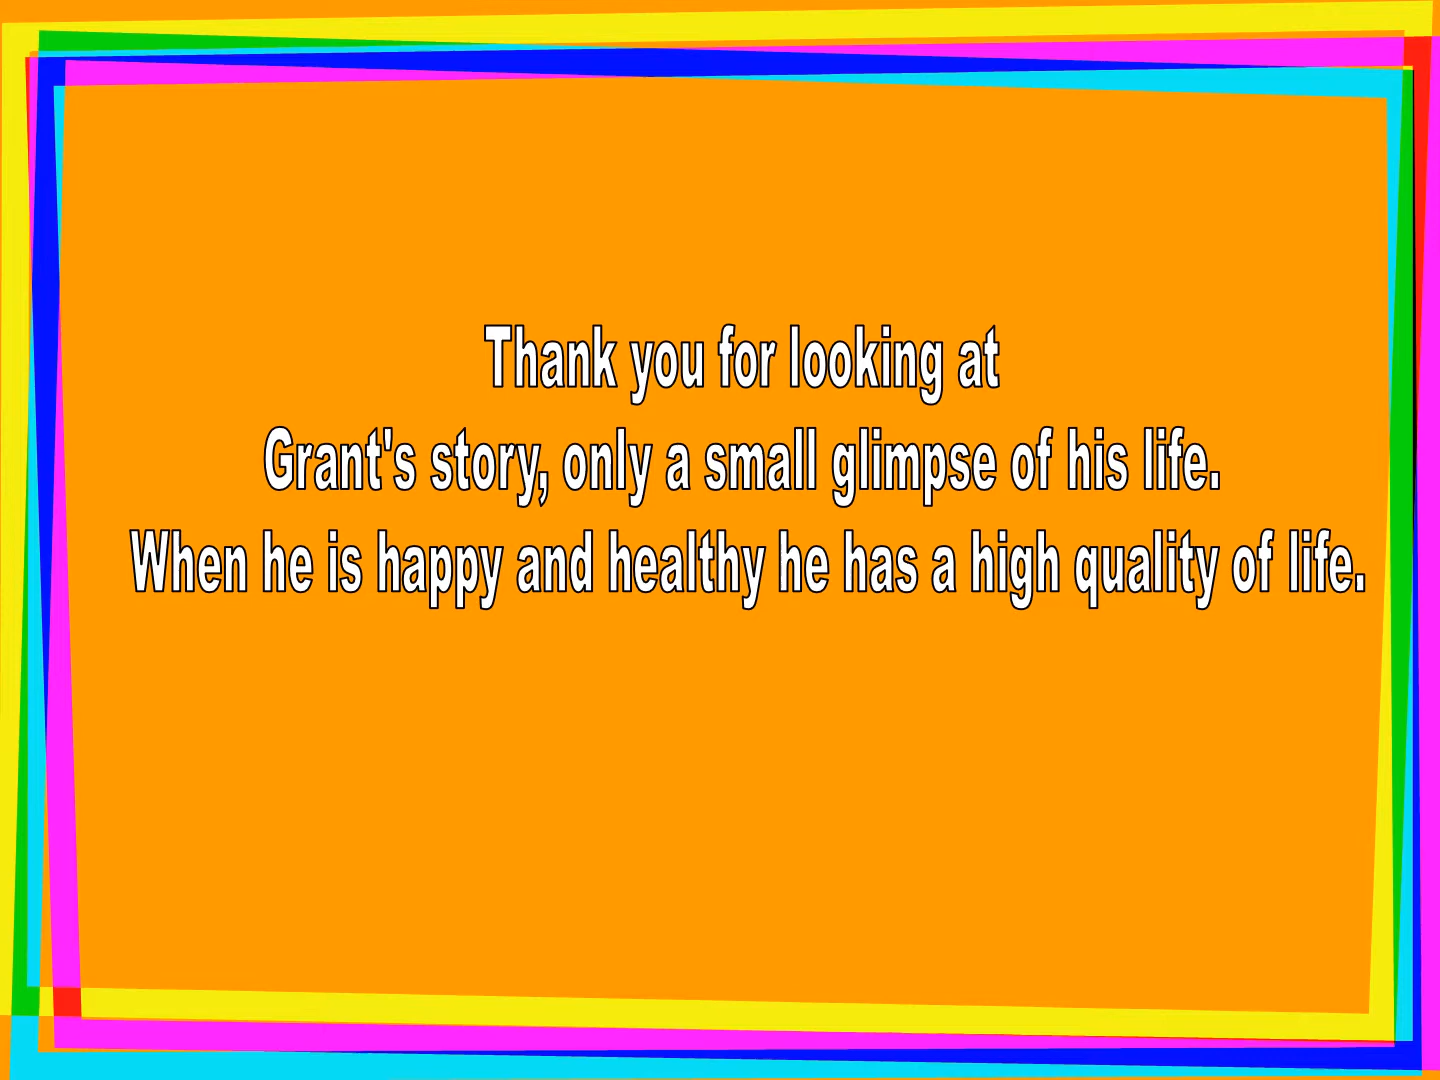 Thank you for looking at
Grant's story, only a small glimpse of his life.
When he is happy and healthy he has a high quality of life.